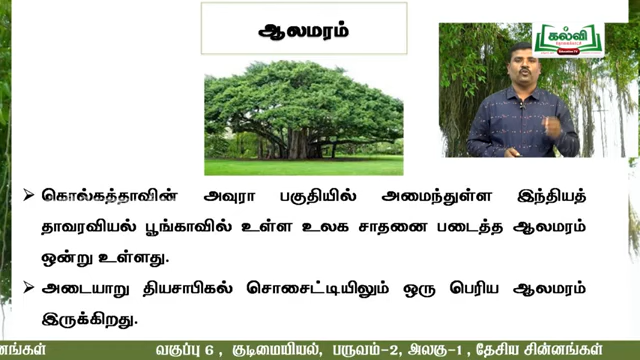 ஆலமரம்
கல்வி
கொல்கத்தாவின் அவுரா பகுதியில் அமைந்துள்ள இந்தியத்
தாவரவியல் பூங்காவில் உள்ள உலக சாதனை படைத்த ஆலமரம்
ஒன்று உள்ளது.
அடையாறு தியசாபிகல் சொசைட்டியிலும் ஒரு பெரிய ஆலமரம்
இருக்கிறது.
னங்கள் வகுப்பு 6 , குடிமையியல், பருவம்-2, அலகு-1 , தேசிய சின்னங்கள்